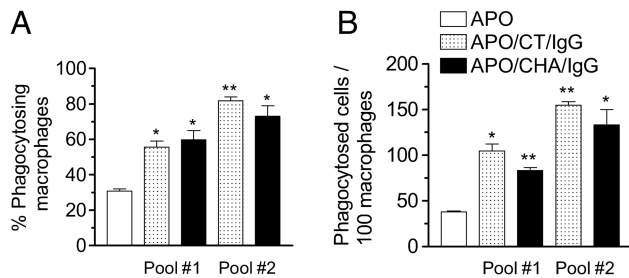 A
% Phagocytosing
macrophages
100
80
60
40
20
0
*
*
**
*
Pool #1 Pool #2
B
APO
APO/CT/IgG
APO/CHA/IgG
Phagocytosed cells /
100 macrophages
200
150
100
50
0
*
**
**
*
Pool #1 Pool #2